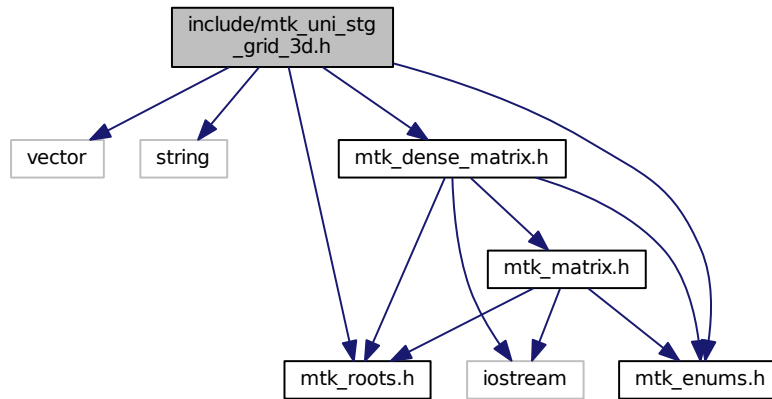 include/mtk_uni_stg
_grid_3d.h
vector
string
mtk_dense_matrix.h
mtk_matrix.h
mtk_roots.h
iostream
mtk_enums.h